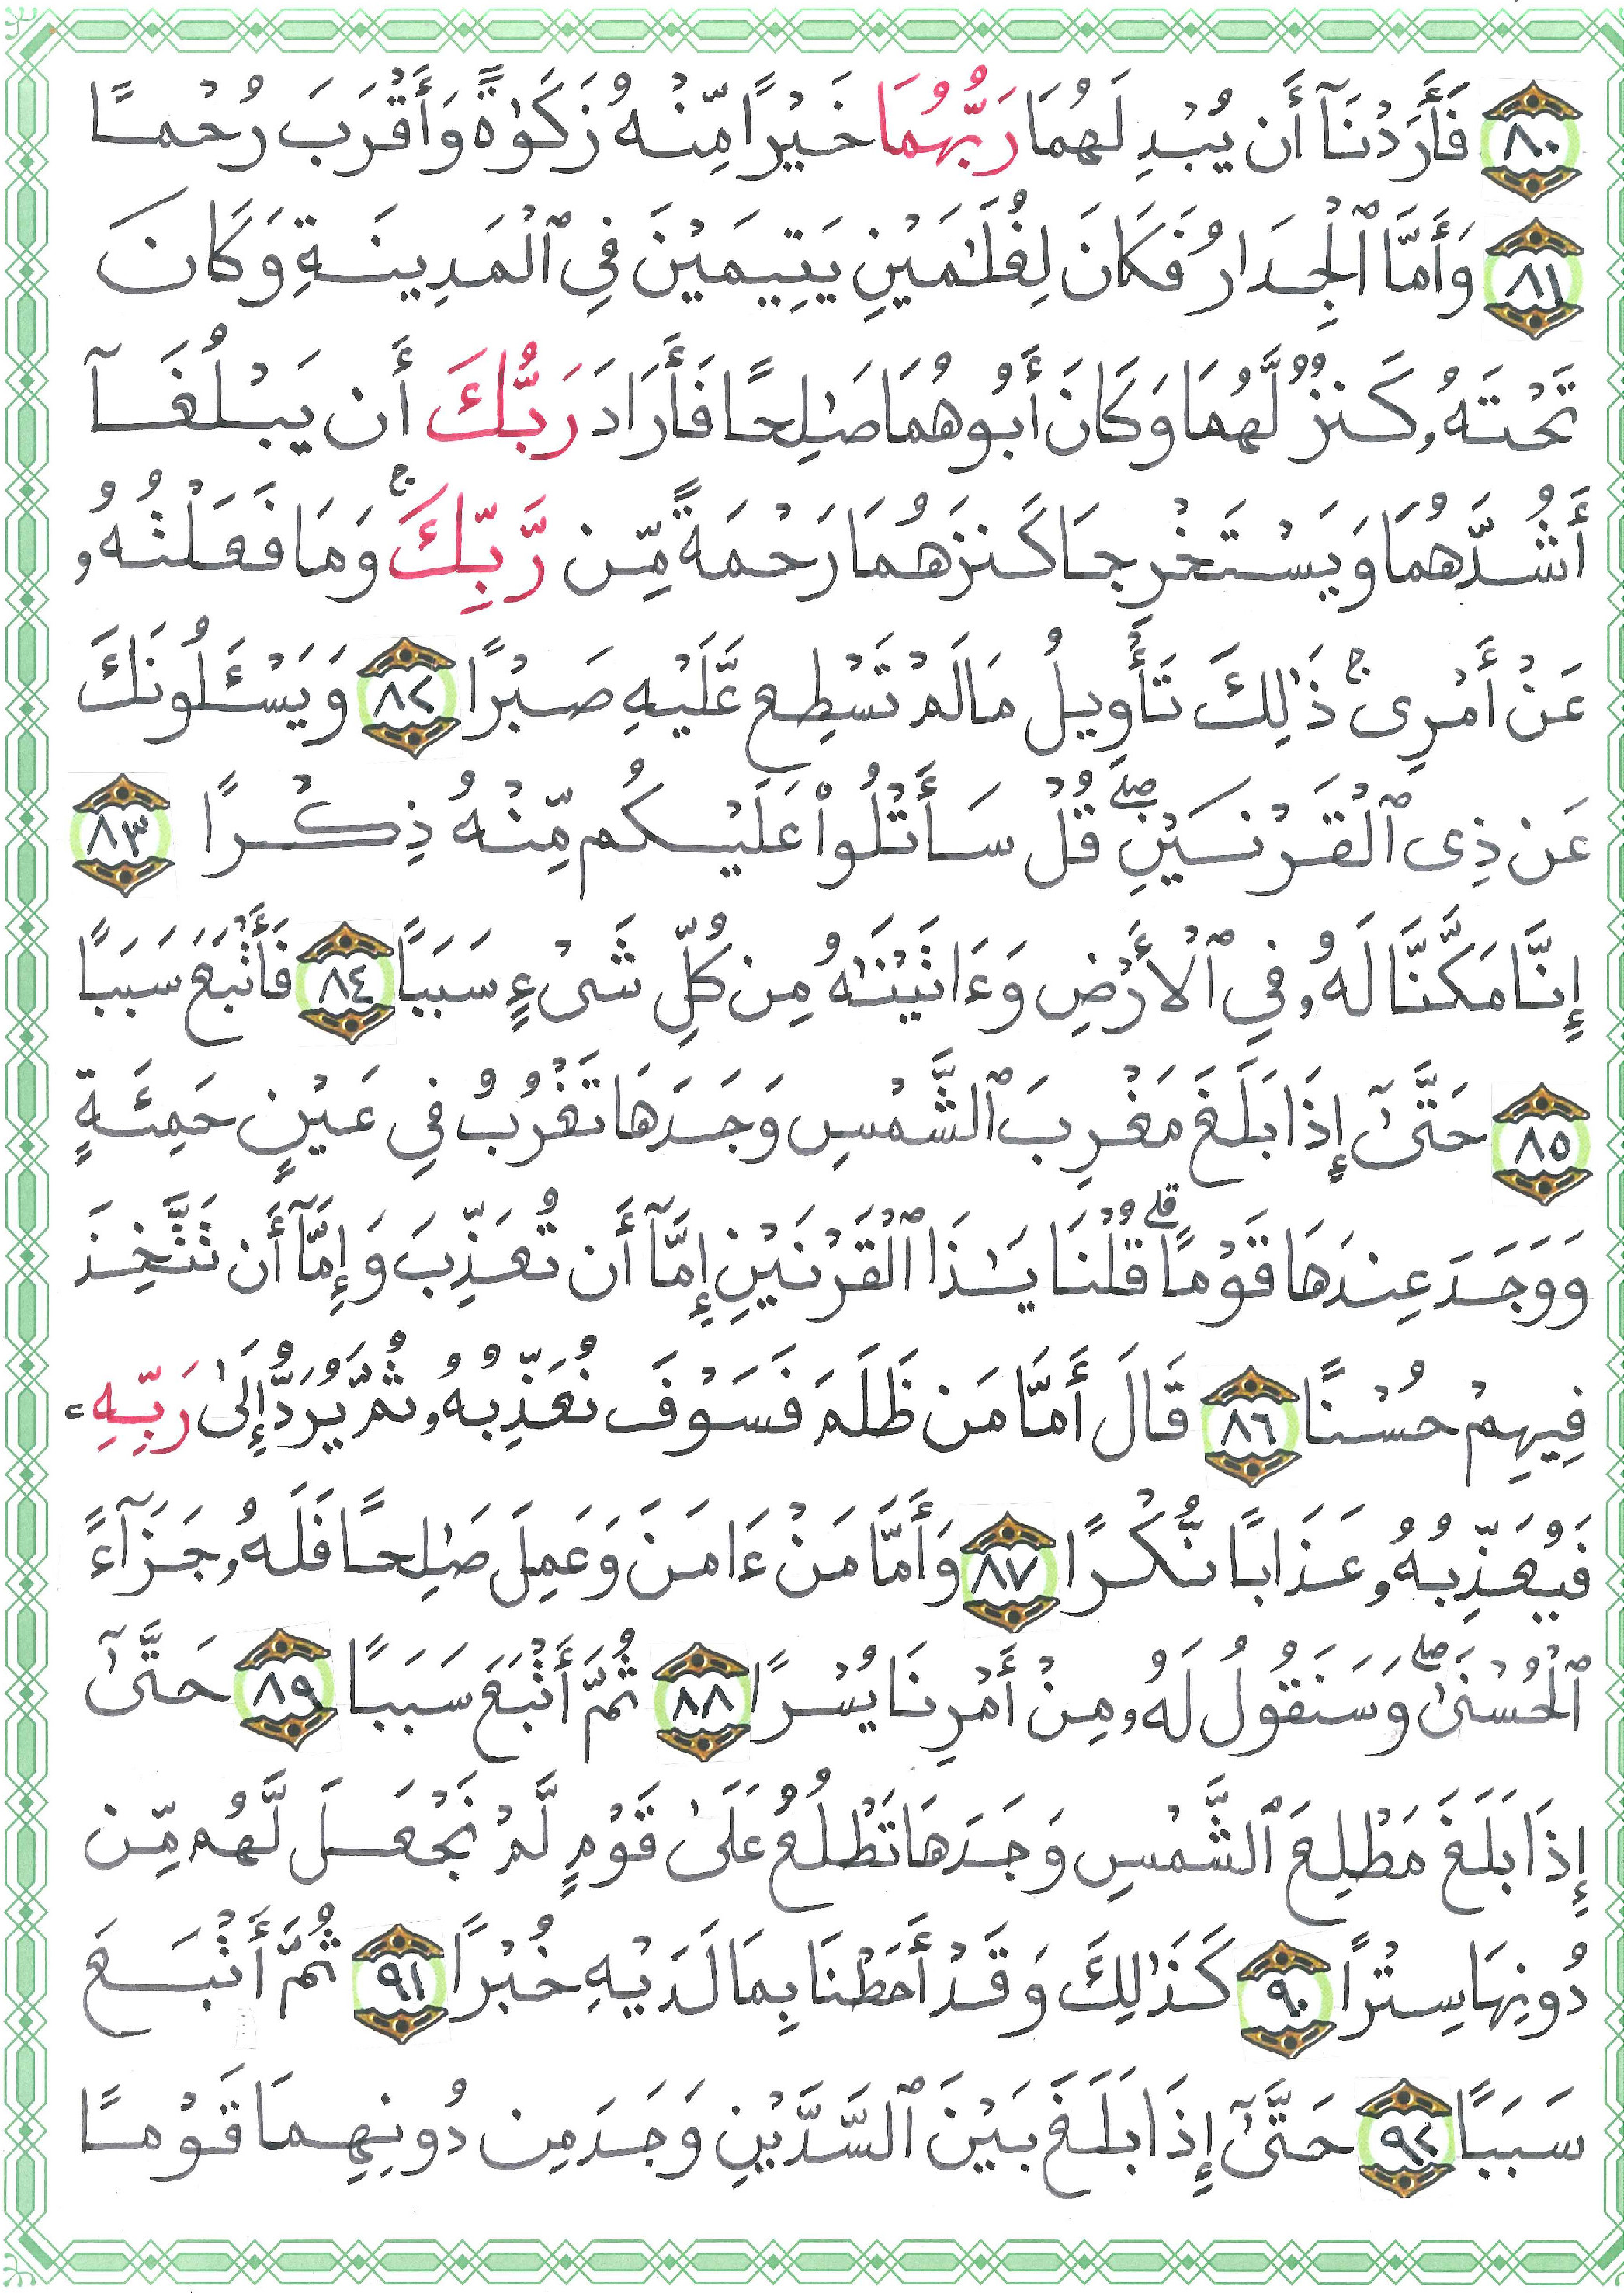 ٨٠ فَأَرَدْنَآ أَن يُبْدِلَهُمَا رَبُّهُمَا خَيْرًا مِّنْهُ زَكَوٰةً وَأَقْرَبَ رُحْمًا
٨١ وَأَمَّا ٱلْجِدَارُ فَكَانَ لِغُلَـٰمَيْنِ يَتِيمَيْنِ فِى ٱلْمَدِينَةِ وَكَانَ
تَحْتَهُۥ كَنزٌ لَّهُمَا وَكَانَ أَبُوهُمَا صَـٰلِحًا فَأَرَادَ رَبُّكَ أَن يَبْلُغَآ
أَشُدَّهُمَا وَيَسْتَخْرِجَا كَنزَهُمَا رَحْمَةً مِّن رَّبِّكَ ۚ وَمَا فَعَلْتُهُۥ
عَنْ أَمْرِى ۚ ذَٰلِكَ تَأْوِيلُ مَا لَمْ تَسْطِع عَّلَيْهِ صَبْرًا ٨٢ وَيَسْـَٔلُونَكَ
عَن ذِى ٱلْقَرْنَيْنِ ۖ قُلْ سَأَتْلُوا۟ عَلَيْكُم مِّنْهُ ذِكْرًا ٨٣
إِنَّا مَكَّنَّا لَهُۥ فِى ٱلْأَرْضِ وَءَاتَيْنَـٰهُ مِن كُلِّ شَىْءٍ سَبَبًا ٨٤ فَأَتْبَعَ سَبَبًا
٨٥ حَتَّىٰٓ إِذَا بَلَغَ مَغْرِبَ ٱلشَّمْسِ وَجَدَهَا تَغْرُبُ فِى عَيْنٍ حَمِئَةٍ
وَوَجَدَ عِندَهَا قَوْمًا ۗ قُلْنَا يَـٰذَا ٱلْقَرْنَيْنِ إِمَّآ أَن تُعَذِّبَ وَإِمَّآ أَن تَتَّخِذَ
فِيهِمْ حُسْنًا ٨٦ قَالَ أَمَّا مَن ظَلَمَ فَسَوْفَ نُعَذِّبُهُۥ ثُمَّ يُرَدُّ إِلَىٰ رَبِّهِۦ
فَيُعَذِّبُهُۥ عَذَابًا نُّكْرًا ٨٧ وَأَمَّا مَنْ ءَامَنَ وَعَمِلَ صَـٰلِحًا فَلَهُۥ جَزَآءً
ٱلْحُسْنَىٰ ۖ وَسَنَقُولُ لَهُۥ مِنْ أَمْرِنَا يُسْرًا ٨٨ ثُمَّ أَتْبَعَ سَبَبًا ٨٩ حَتَّىٰٓ
إِذَا بَلَغَ مَطْلِعَ ٱلشَّمْسِ وَجَدَهَا تَطْلُعُ عَلَىٰ قَوْمٍ لَّمْ نَجْعَل لَّهُم مِّن
دُونِهَا سِتْرًا ٩٠ كَذَٰلِكَ وَقَدْ أَحَطْنَا بِمَا لَدَيْهِ خُبْرًا ٩١ ثُمَّ أَتْبَعَ
سَبَبًا ٩٢ حَتَّىٰٓ إِذَا بَلَغَ بَيْنَ ٱلسَّدَّيْنِ وَجَدَ مِن دُونِهِمَا قَوْمًا